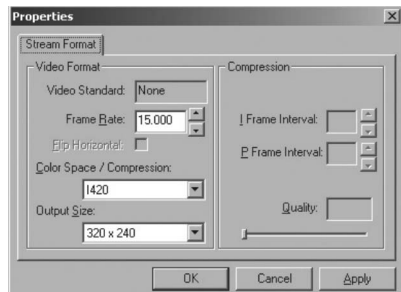 Properties
Stream Format
Video Format
Video Standard: None
Frame Rate: 15.000
Flip Horizontal:
Color Space / Compression:
I420
Output Size:
320 x 240
Compression
I Frame Interval:
P Frame Interval:
Quality:
OK Cancel Apply